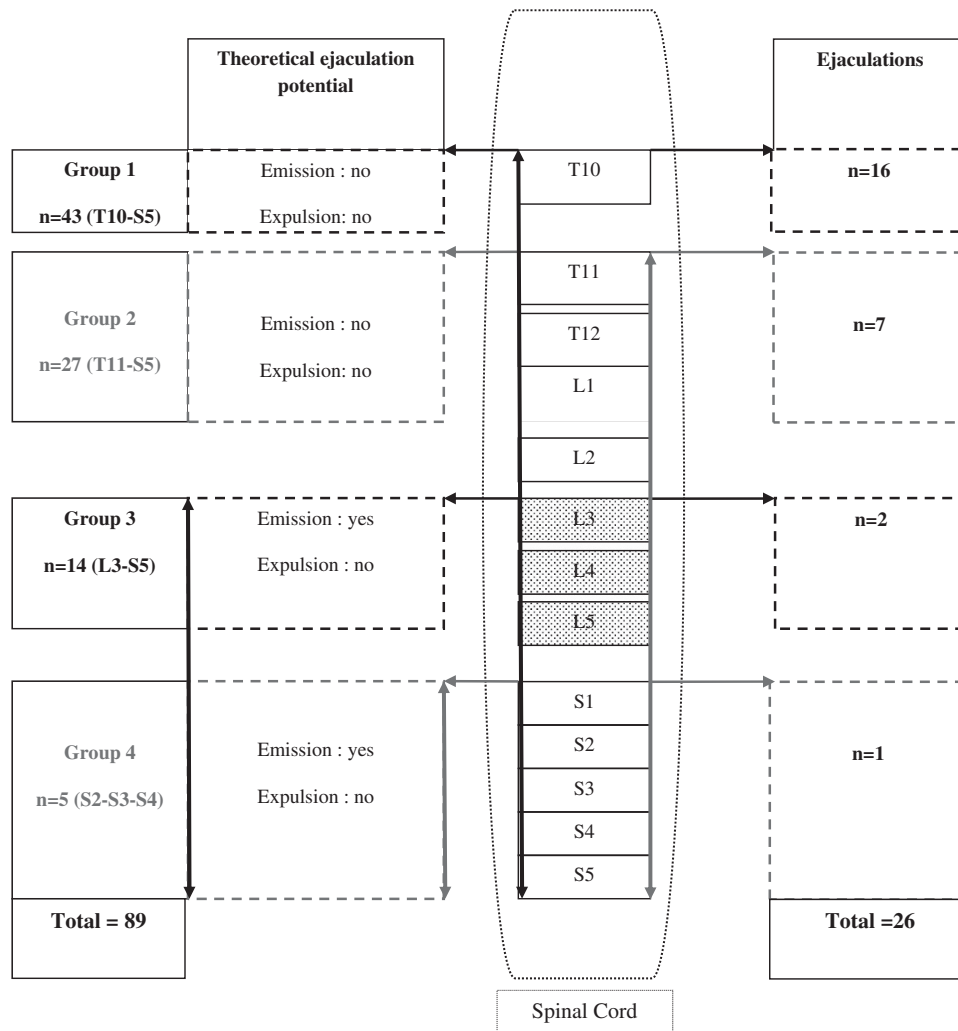 Theoretical ejaculation
potential
Ejaculations
Group 1
n=43 (T10-S5)
Emission : no
Expulsion: no
T10
n=16
Group 2
n=27 (T11-S5)
Emission : no
Expulsion: no
T11
T12
L1
L2
n=7
Group 3
n=14 (L3-S5)
Emission : yes
Expulsion : no
L3
L4
L5
n=2
Group 4
n=5 (S2-S3-S4)
Emission : yes
Expulsion : no
S1
S2
S3
S4
S5
n=1
Total = 89
Total =26
Spinal Cord